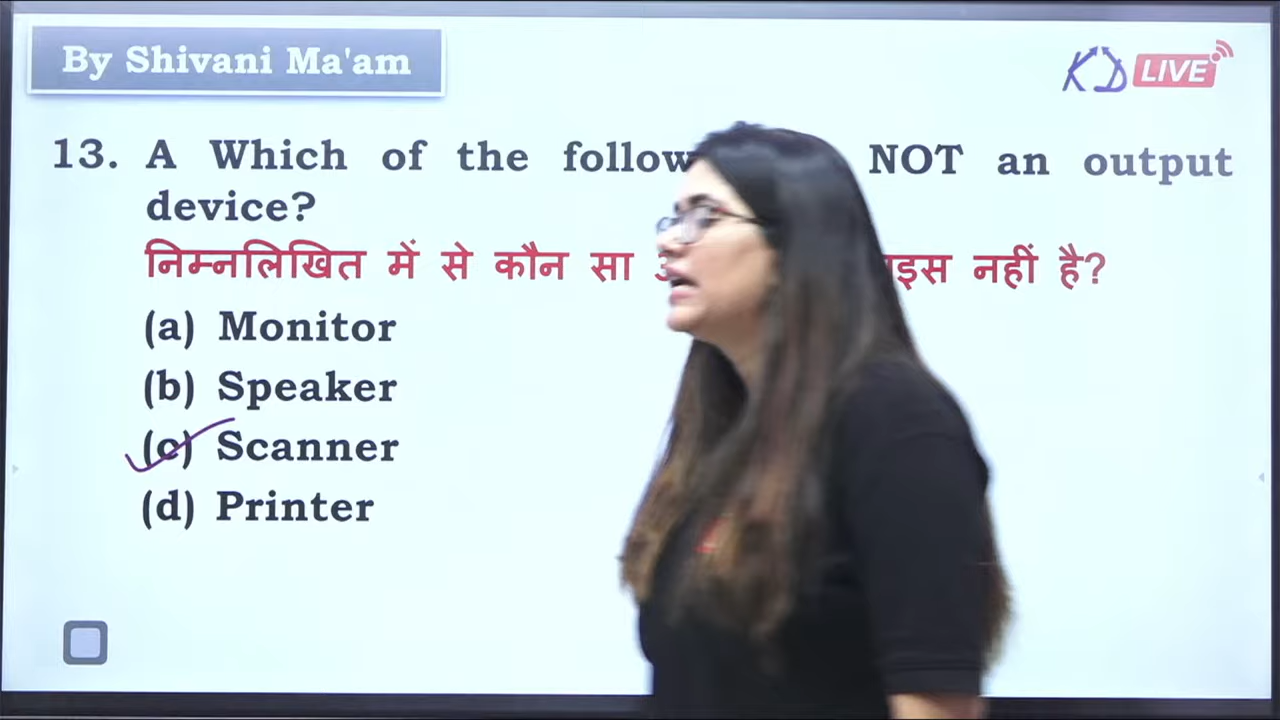 By Shivani Ma'am
KD LIVE
13. A Which of the follow NOT an output
device?
निम्नलिखित में से कौन सा नहीं है?
(a) Monitor
(b) Speaker
(c) Scanner
(d) Printer